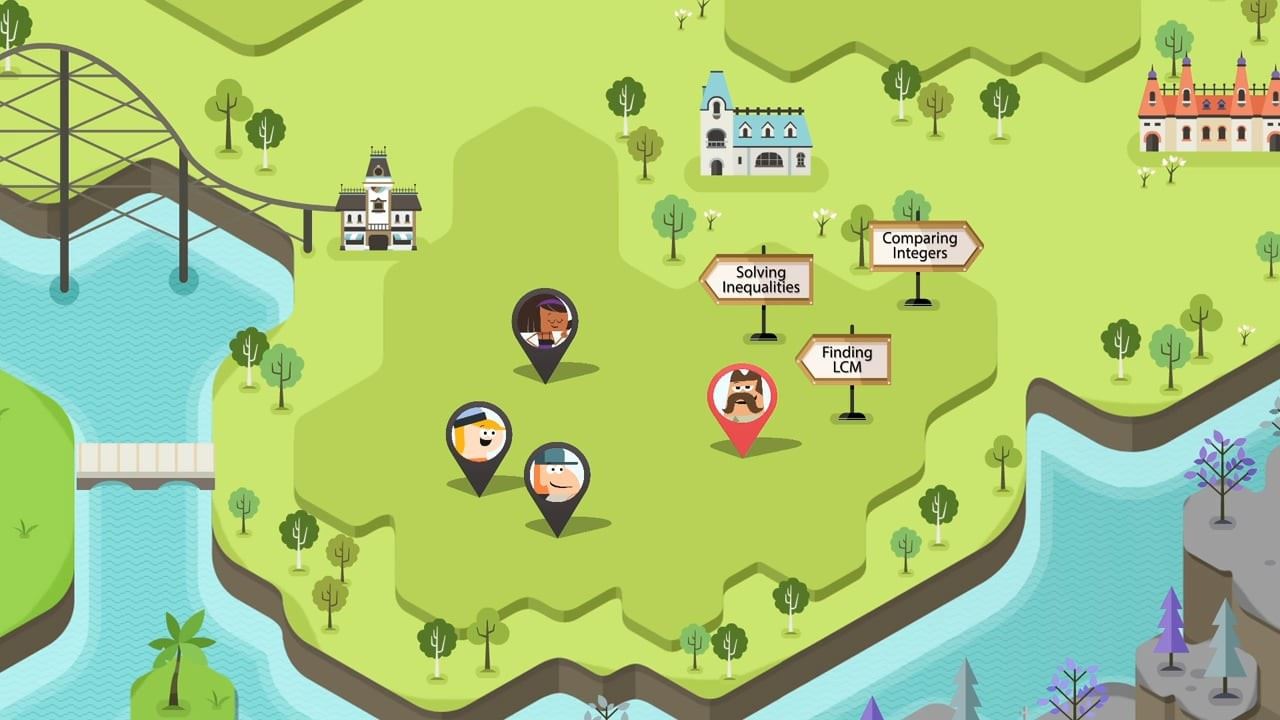 Comparing
Integers
Solving
Inequalities
Finding
LCM